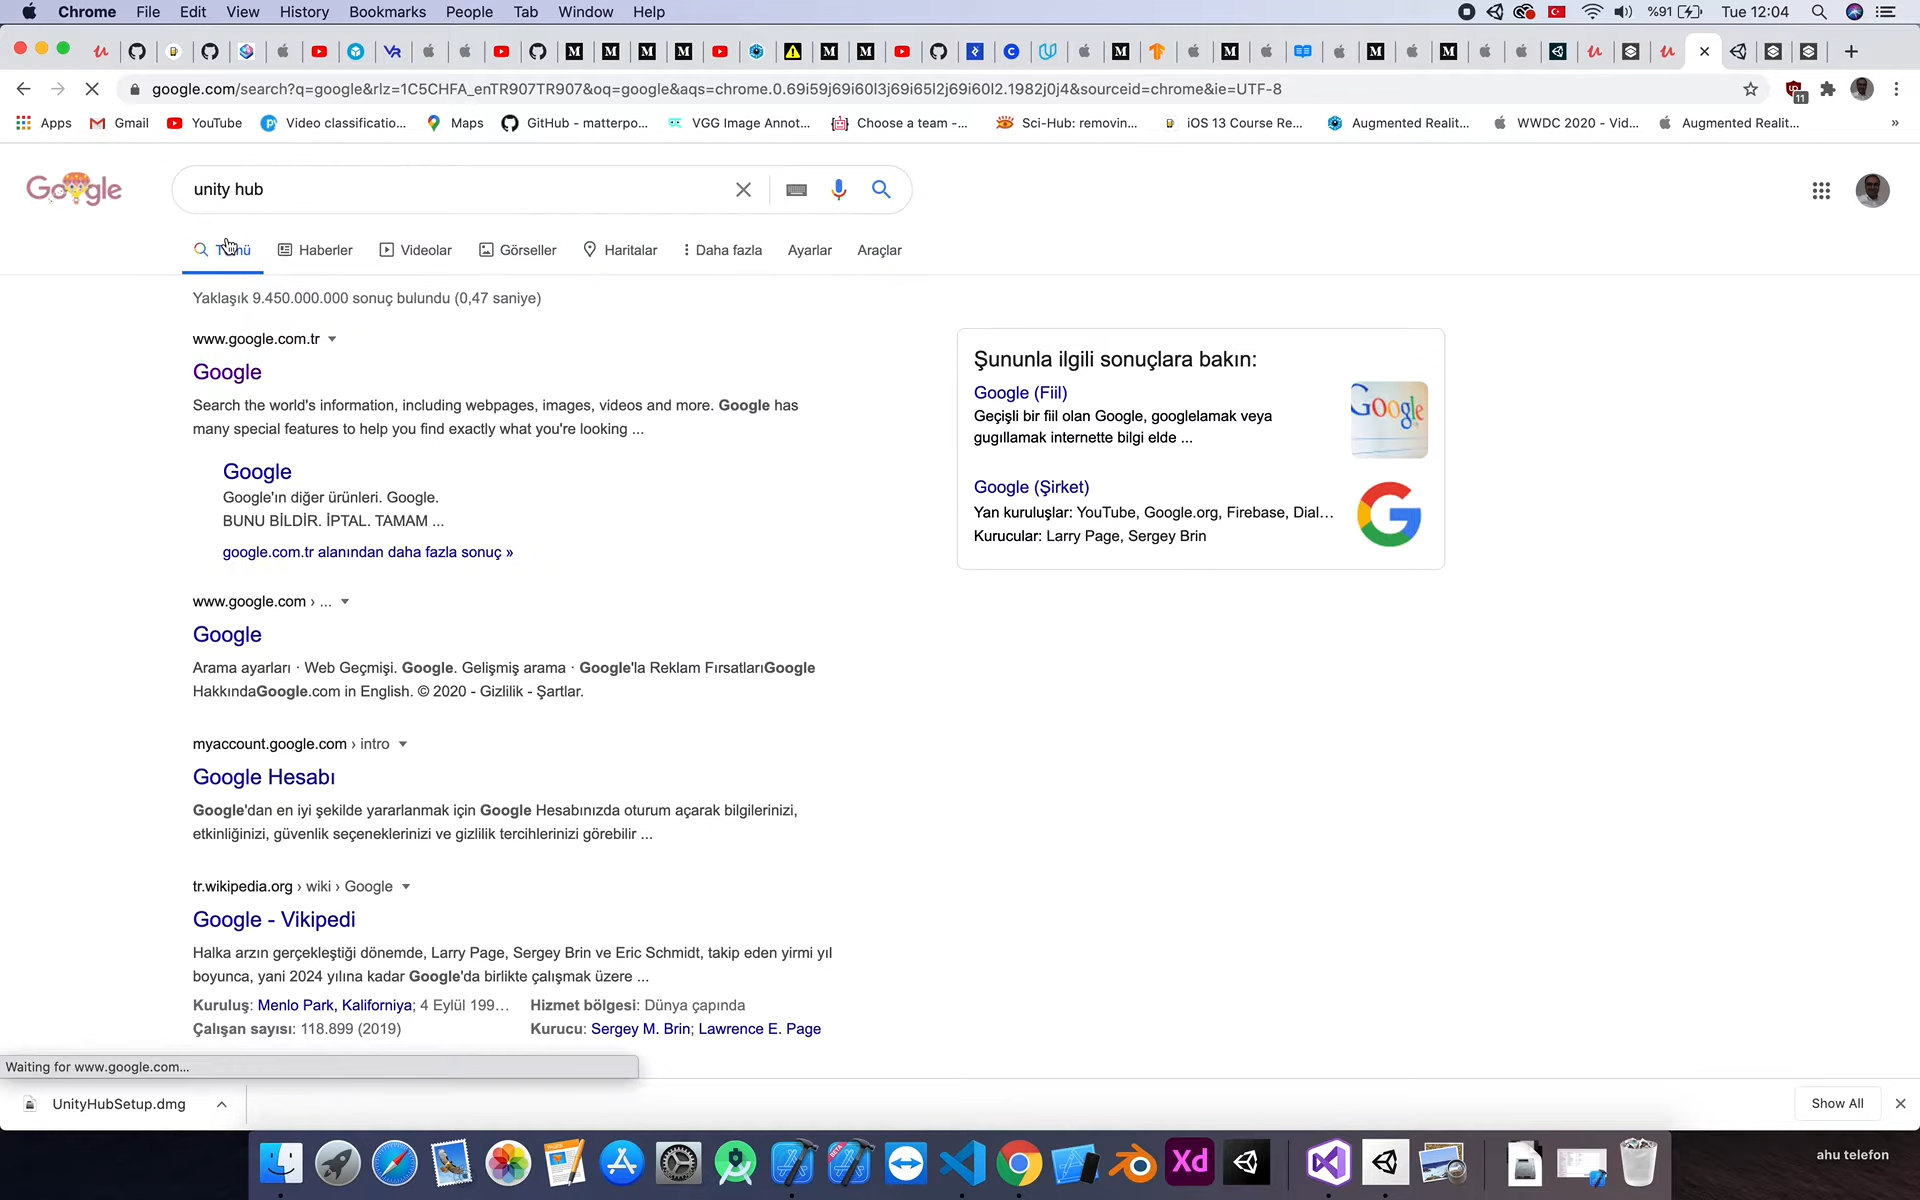 Chrome File Edit View History Bookmarks People Tab Window Help
%91 Tue 12:04
google.com/search?q=google&rlz=1C5CHFA_enTR907TR907&oq=google&aqs=chrome.0.69i59j69i60l3j69i65l2j69i60l2.1982j0j4&sourceid=chrome&ie=UTF-8
11
Apps Gmail YouTube Video classificatio... Maps GitHub - matterpo... VGG Image Annot... Choose a team -... Sci-Hub: removin... iOS 13 Course Re... Augmented Realit... WWDC 2020 - Vid... Augmented Realit... »
Google
unity hub
Haberler Videolar Görseller Haritalar Daha fazla Ayarlar Araçlar
Yaklaşık 9.450.000.000 sonuç bulundu (0,47 saniye)
www.google.com.tr
Google
Search the world's information, including webpages, images, videos and more. Google has
many special features to help you find exactly what you're looking ...
Google
Google'ın diğer ürünleri. Google.
BUNU BİLDİR. İPTAL. TAMAM ...
google.com.tr alanından daha fazla sonuç »
www.google.com › ...
Google
Arama ayarları · Web Geçmişi. Google. Gelişmiş arama · Google'la Reklam FırsatlarıGoogle
HakkındaGoogle.com in English. © 2020 - Gizlilik - Şartlar.
myaccount.google.com › intro
Google Hesabı
Google'dan en iyi şekilde yararlanmak için Google Hesabınızda oturum açarak bilgilerinizi,
etkinliğinizi, güvenlik seçeneklerinizi ve gizlilik tercihlerinizi görebilir ...
tr.wikipedia.org › wiki › Google
Google - Vikipedi
Halka arzın gerçekleştiği dönemde, Larry Page, Sergey Brin ve Eric Schmidt, takip eden yirmi yıl
boyunca, yani 2024 yılına kadar Google'da birlikte çalışmak üzere ...
Kuruluş: Menlo Park, Kaliforniya; 4 Eylül 199... Hizmet bölgesi: Dünya çapında
Çalışan sayısı: 118.899 (2019) Kurucu: Sergey M. Brin; Lawrence E. Page
Şununla ilgili sonuçlara bakın:
Google (Fiil)
Geçişli bir fiil olan Google, googlelamak veya
gugıllamak internette bilgi elde ...
Google
Google (Şirket)
Yan kuruluşlar: YouTube, Google.org, Firebase, Dial...
Kurucular: Larry Page, Sergey Brin
Waiting for www.google.com...
UnityHubSetup.dmg
Show All
Xd
ahu telefon